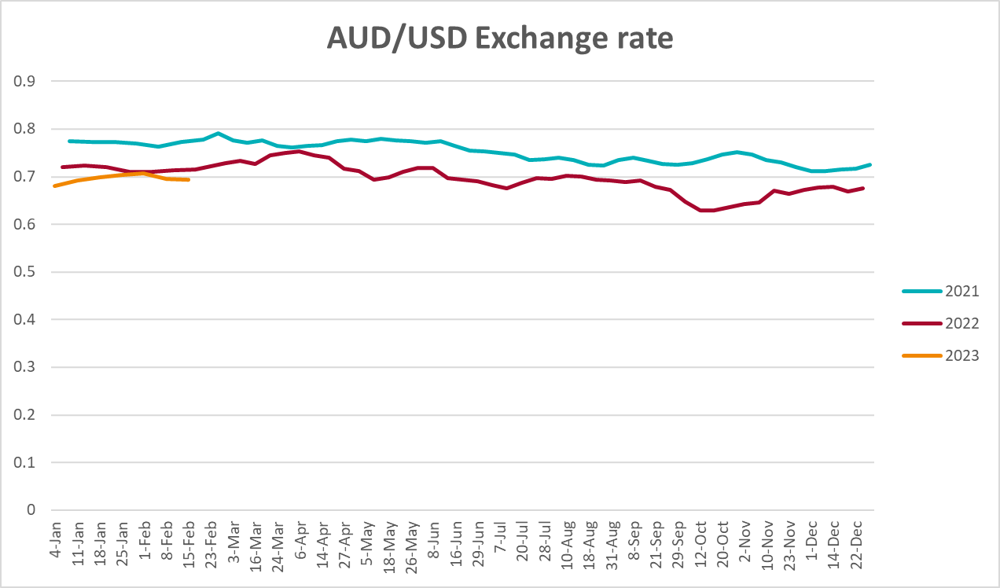 AUD/USD Exchange rate
0.9
0.8
0.7
0.6
0.5
0.4
0.3
0.2
0.1
0
4-Jan
11-Jan
18-Jan
25-Jan
1-Feb
8-Feb
15-Feb
23-Feb
3-Mar
16-Mar
24-Mar
6-Apr
14-Apr
27-Apr
5-May
18-May
26-May
8-Jun
16-Jun
29-Jun
7-Jul
20-Jul
28-Jul
10-Aug
18-Aug
31-Aug
8-Sep
21-Sep
29-Sep
12-Oct
20-Oct
2-Nov
10-Nov
23-Nov
1-Dec
14-Dec
22-Dec
2021
2022
2023